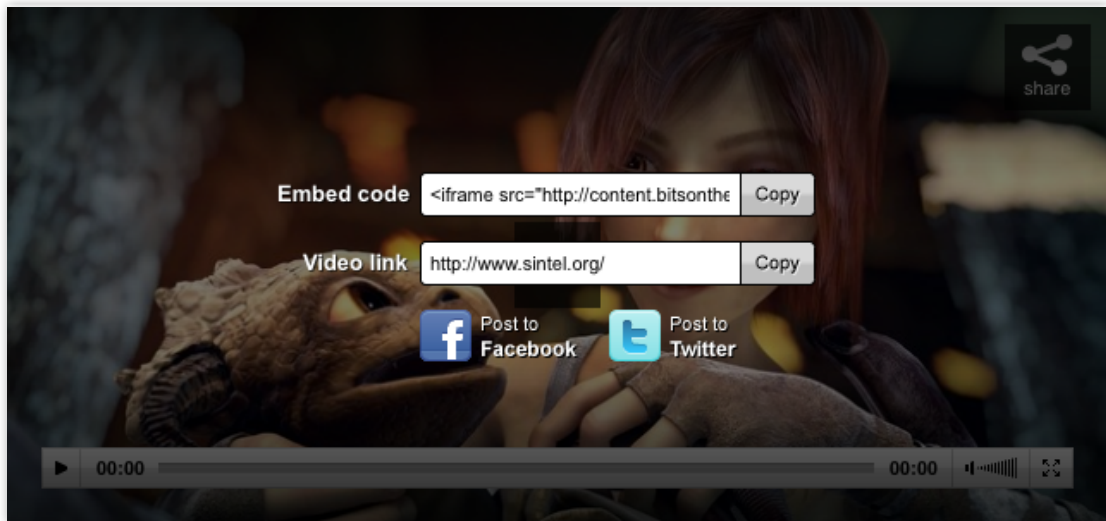 share
Embed code <iframe src="http://content.bitsonthe Copy
Video link http://www.sintel.org/ Copy
Post to Facebook Post to Twitter
00:00 00:00